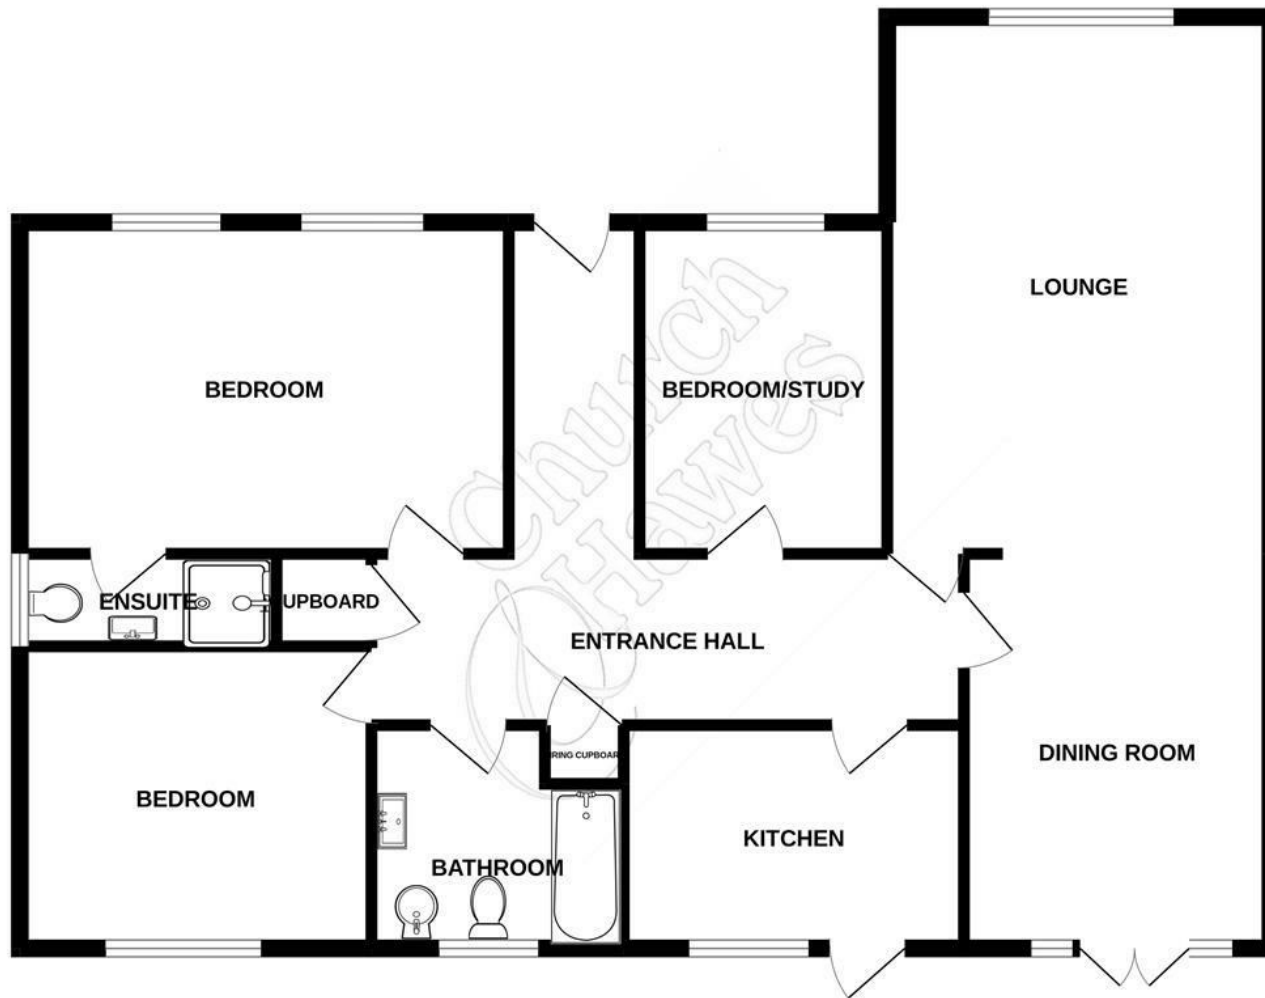 LOUNGE
BEDROOM
BEDROOM/STUDY
ENSUITE
UPBOARD
ENTRANCE HALL
DINING ROOM
RING CUPBOAR
BEDROOM
KITCHEN
BATHROOM
Church
& Hawes